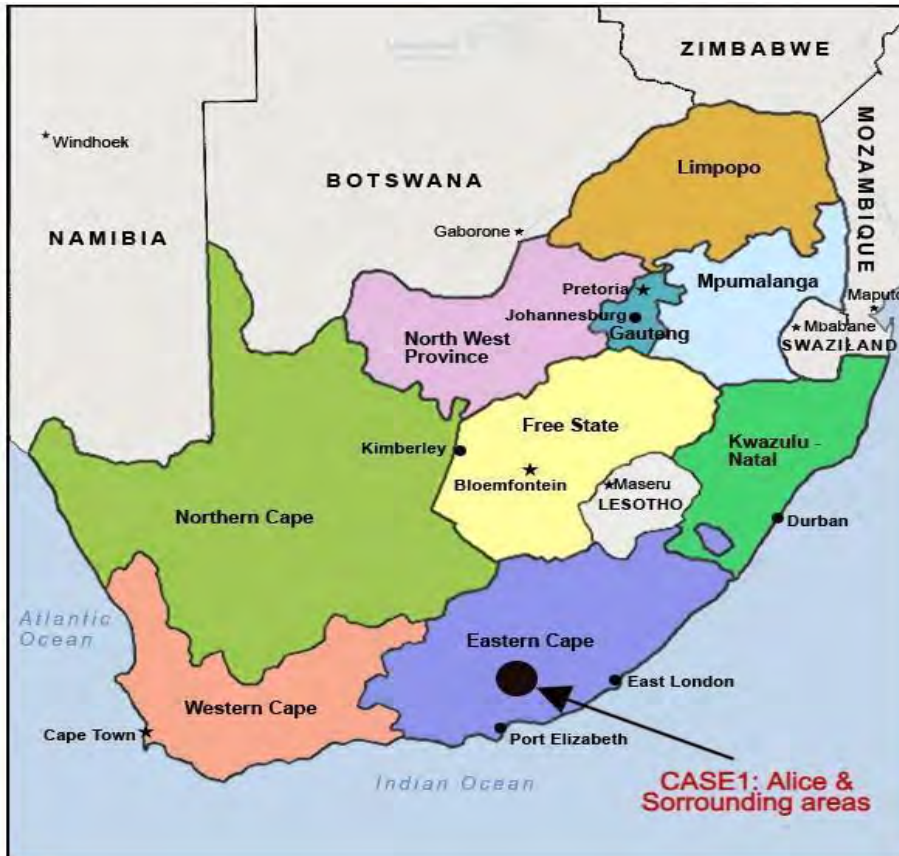 ZIMBABWE
MOZAMBIQUE
Windhoek
Limpopo
BOTSWANA
Gaborone
NAMIBIA
Pretoria
Mpumalanga
Maputo
Johannesburg
Gauteng
Mbabane
SWAZILAND
North West
Province
Free State
Kwazulu -
Natal
Kimberley
Bloemfontein
Maseru
LESOTHO
Durban
Northern Cape
Atlantic
Ocean
Eastern Cape
East London
Western Cape
Cape Town
Port Elizabeth
Indian Ocean
CASE1: Alice &
Sorrounding areas